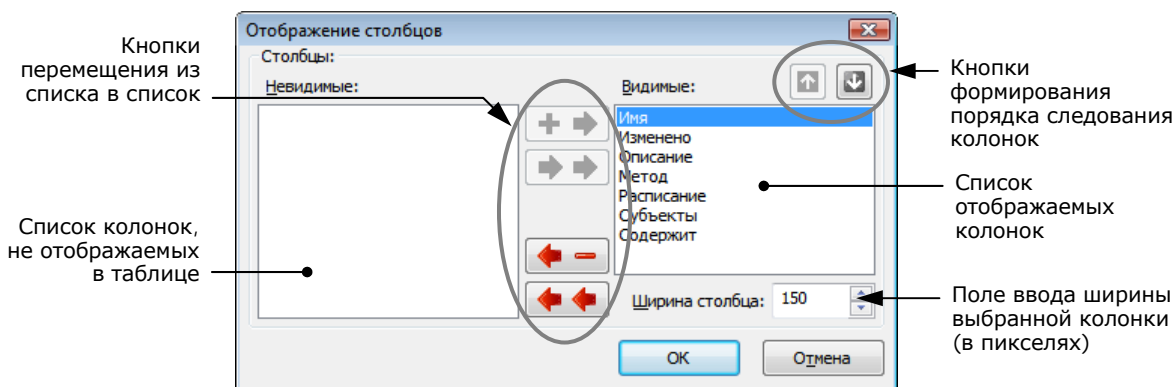 Отображение столбцов
Столбцы:
Невидимые:
Видимые:
Имя
Изменено
Описание
Метод
Расписание
Субъекты
Содержит
Ширина столбца: 150
OK
Отмена
Кнопки
перемещения из
списка в список
Список колонок,
не отображаемых
в таблице
Кнопки
формирования
порядка следования
колонок
Список
отображаемых
колонок
Поле ввода ширины
выбранной колонки
(в пикселях)